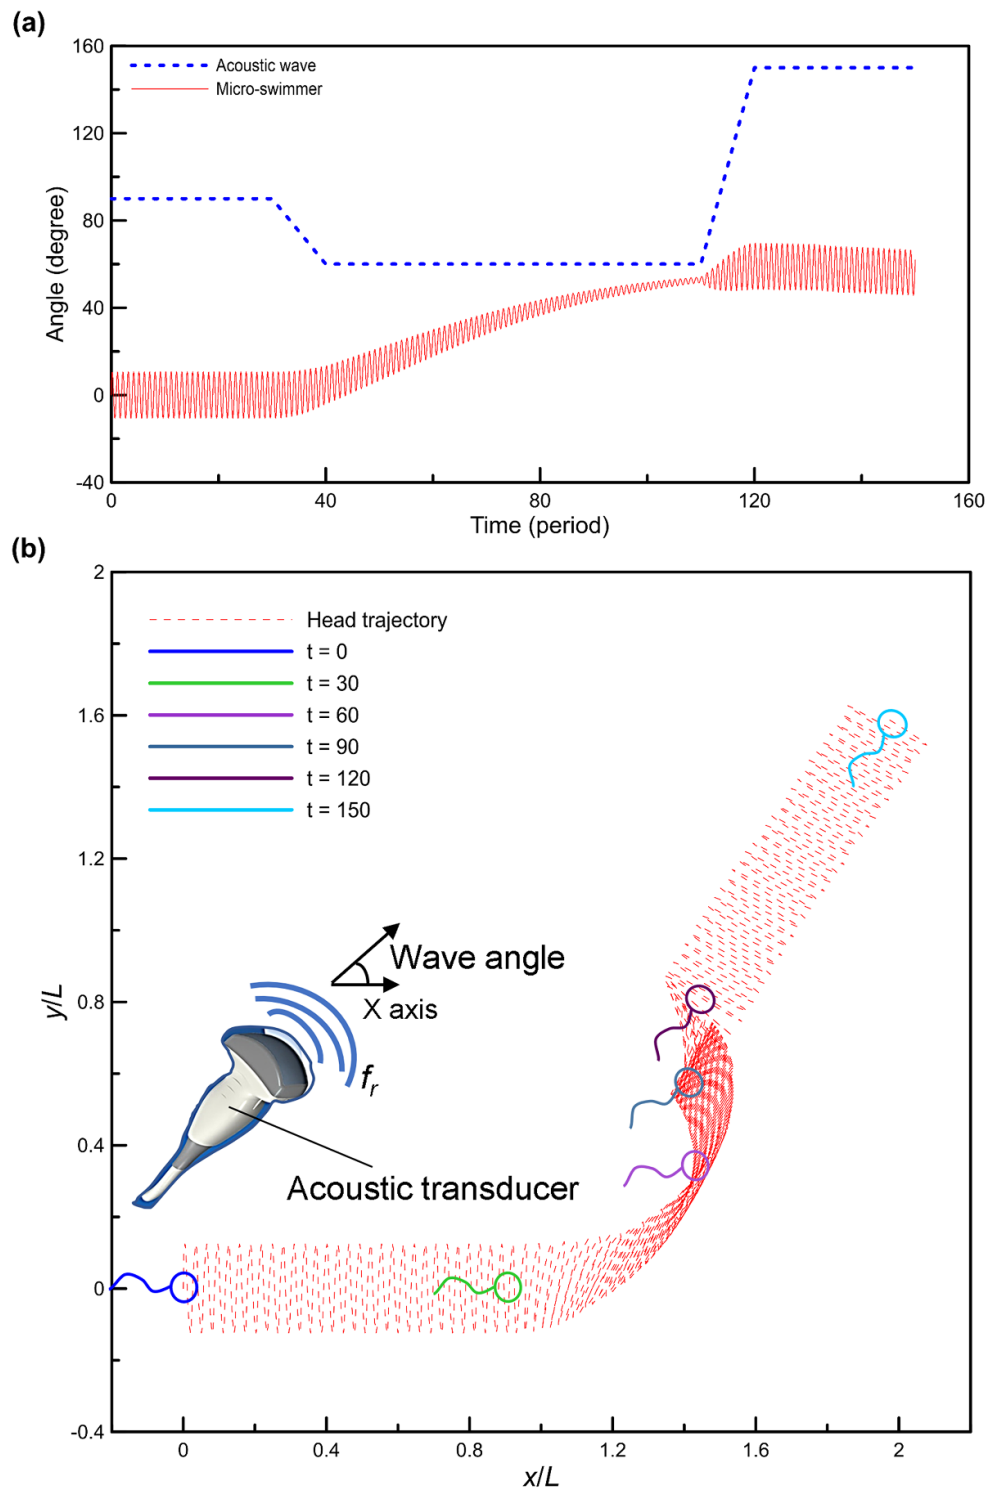 (a)
160
120
80
40
0
-40
Angle (degree)
Acoustic wave
Micro-swimmer
0 40 80 120 160
Time (period)
(b)
2
1.6
1.2
0.8
0.4
0
-0.4
y/L
Head trajectory
t = 0
t = 30
t = 60
t = 90
t = 120
t = 150
Wave angle
X axis
fr
Acoustic transducer
0 0.4 0.8 1.2 1.6 2
x/L